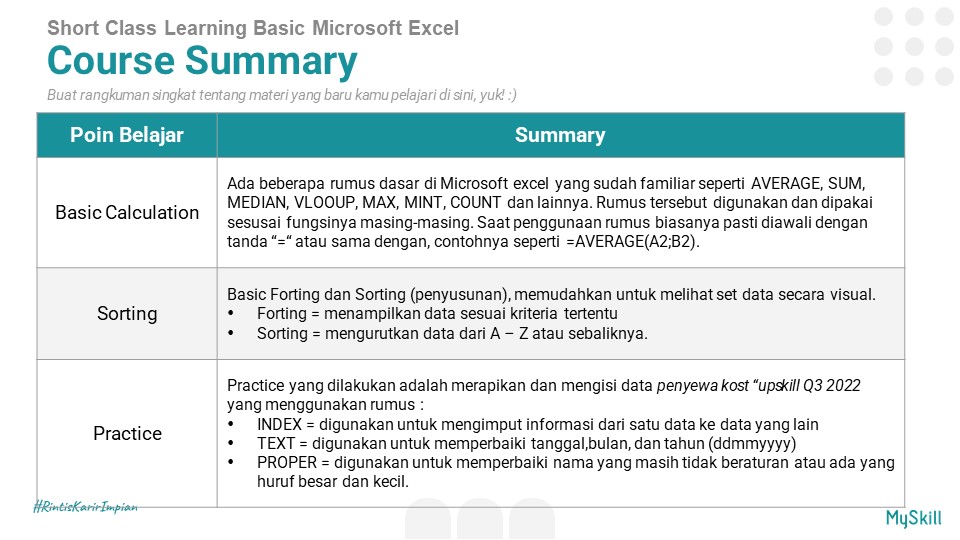 Short Class Learning Basic Microsoft Excel
Course Summary
Buat rangkuman singkat tentang materi yang baru kamu pelajari di sini, yuk! :)
Poin Belajar
Summary
Basic Calculation
Ada beberapa rumus dasar di Microsoft excel yang sudah familiar seperti AVERAGE, SUM,
MEDIAN, VLOOUP, MAX, MINT, COUNT dan lainnya. Rumus tersebut digunakan dan dipakai
sesusai fungsinya masing-masing. Saat penggunaan rumus biasanya pasti diawali dengan
tanda “=“ atau sama dengan, contohnya seperti =AVERAGE(A2;B2).
Sorting
Basic Forting dan Sorting (penyusunan), memudahkan untuk melihat set data secara visual.
• Forting = menampilkan data sesuai kriteria tertentu
• Sorting = mengurutkan data dari A – Z atau sebaliknya.
Practice
Practice yang dilakukan adalah merapikan dan mengisi data penyewa kost “upskill Q3 2022
yang menggunakan rumus :
• INDEX = digunakan untuk mengimput informasi dari satu data ke data yang lain
• TEXT = digunakan untuk memperbaiki tanggal,bulan, dan tahun (ddmmyyyy)
• PROPER = digunakan untuk memperbaiki nama yang masih tidak beraturan atau ada yang
huruf besar dan kecil.
#RintisKarirImpian
MySkill